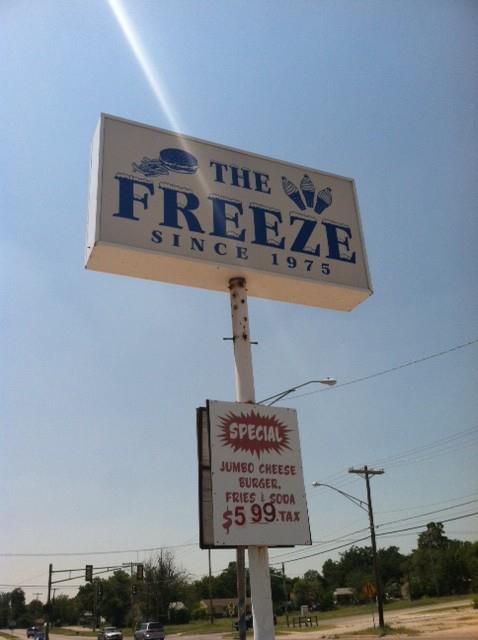 THE
FREEZE
SINCE 1975
SPECIAL
JUMBO CHEESE
BURGER,
FRIES & SODA
$5 99.TAX